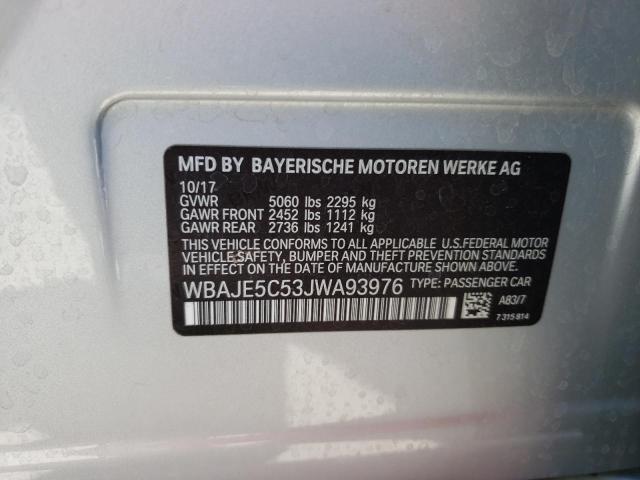 MFD BY BAYERISCHE MOTOREN WERKE AG
10/17
GVWR 5060 lbs 2295 kg
GAWR FRONT 2452 lbs 1112 kg
GAWR REAR 2736 lbs 1241 kg
THIS VEHICLE CONFORMS TO ALL APPLICABLE U.S.FEDERAL MOTOR
VEHICLE SAFETY, BUMPER AND THEFT PREVENTION STANDARDS
IN EFFECT ON THE DATE OF MANUFACTURE SHOWN ABOVE.
WBAJE5C53JWA93976 TYPE: PASSENGER CAR
A83/7
7 315 814